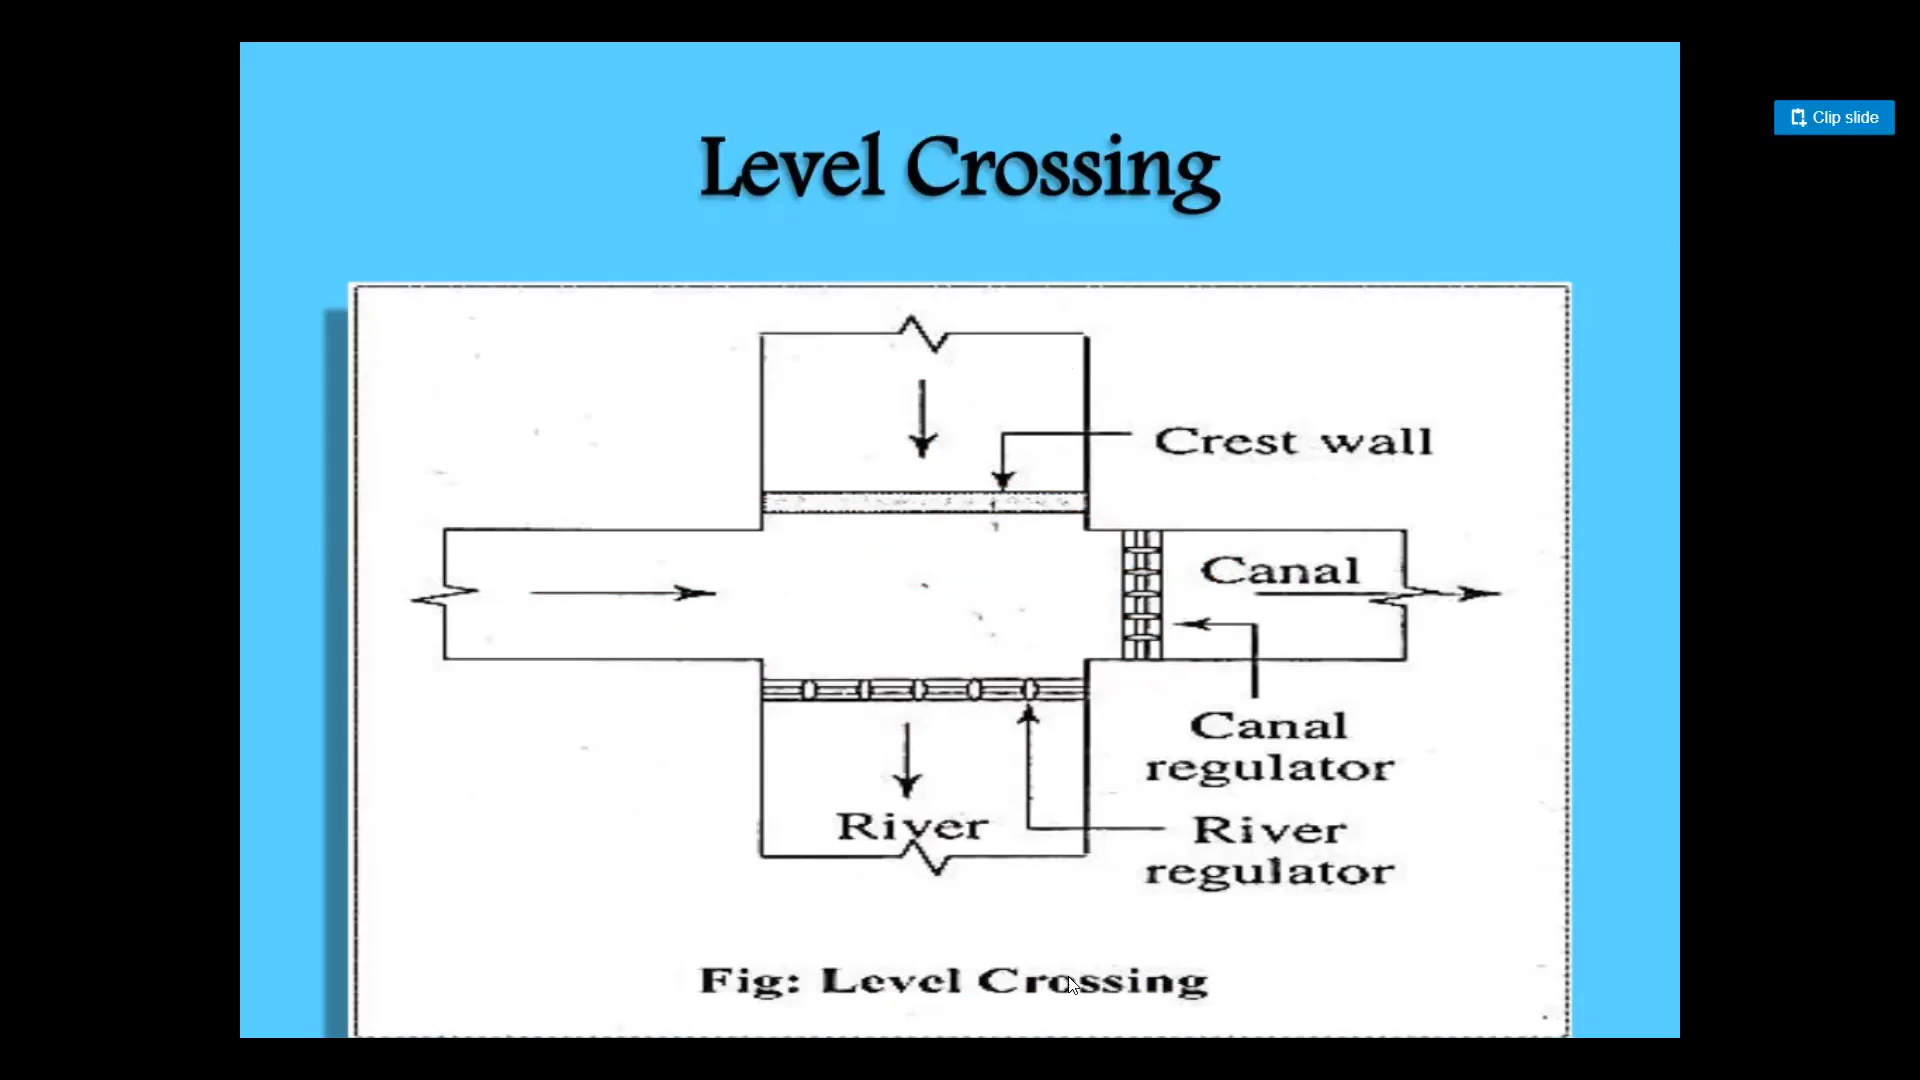 Clip slide
Level Crossing
Crest wall
Canal
Canal
regulator
River
River
regulator
Fig: Level Crossing